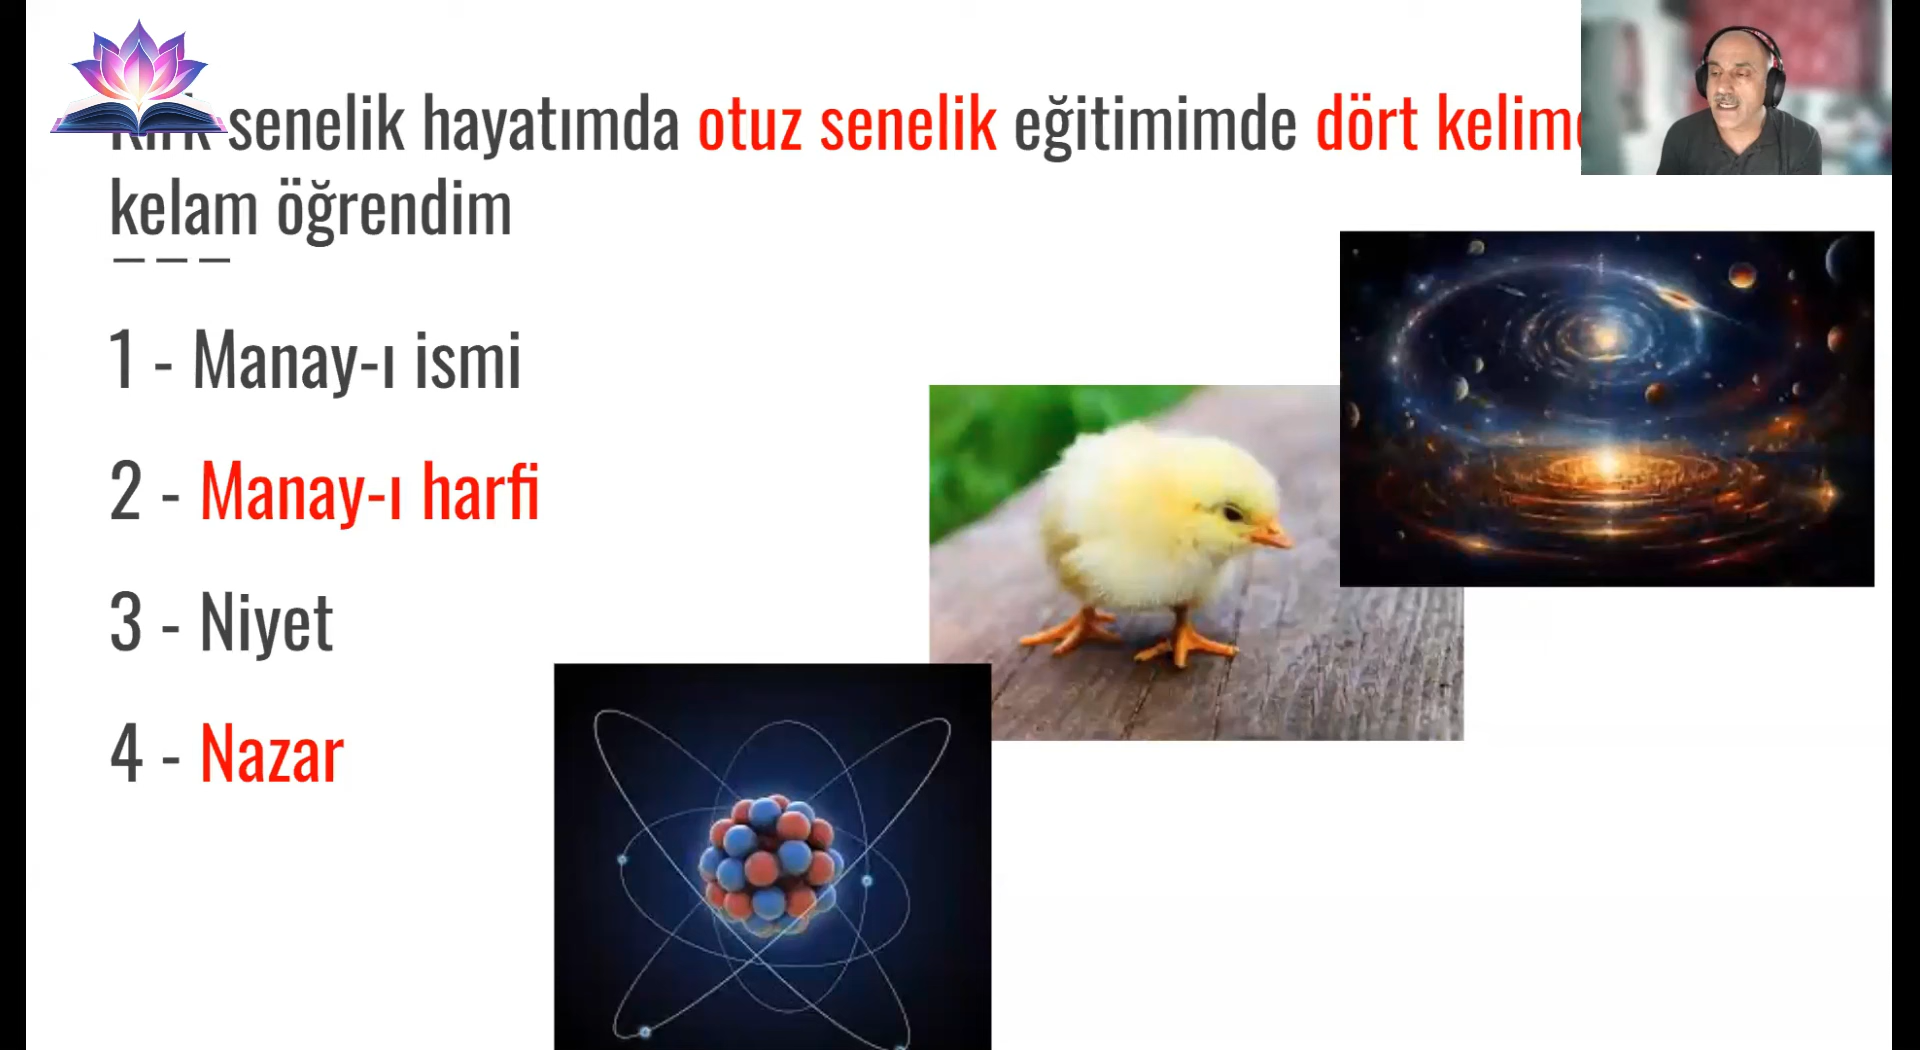 senelik hayatımda otuz senelik eğitimimde dört
kelam öğrendim
1 - Manay-ı ismi
2 - Manay-ı harfi
3 - Niyet
4 - Nazar